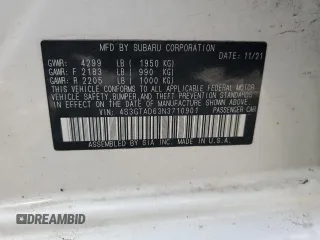 MFD BY SUBARU CORPORATION 11/21
GVWR: 4299 LB ( 1950 KG)
GAWR: F 2183 LB ( 990 KG)
GAWR: R 2205 LB ( 1000 KG)
THIS VEHICLE CONFORMS TO ALL APPLICABLE FEDERAL MOTOR
VEHICLE SAFETY, BUMPER, AND THEFT PREVENTION STANDARDS
IN EFFECT ON THE DATE OF MANUFACTURE SHOWN ABOVE.
VIN: 4S3GTAD63N3710901 PASSENGER CAR
ASSEMBLED BY SIA INC. MADE IN U.S.A.
DREAMBID